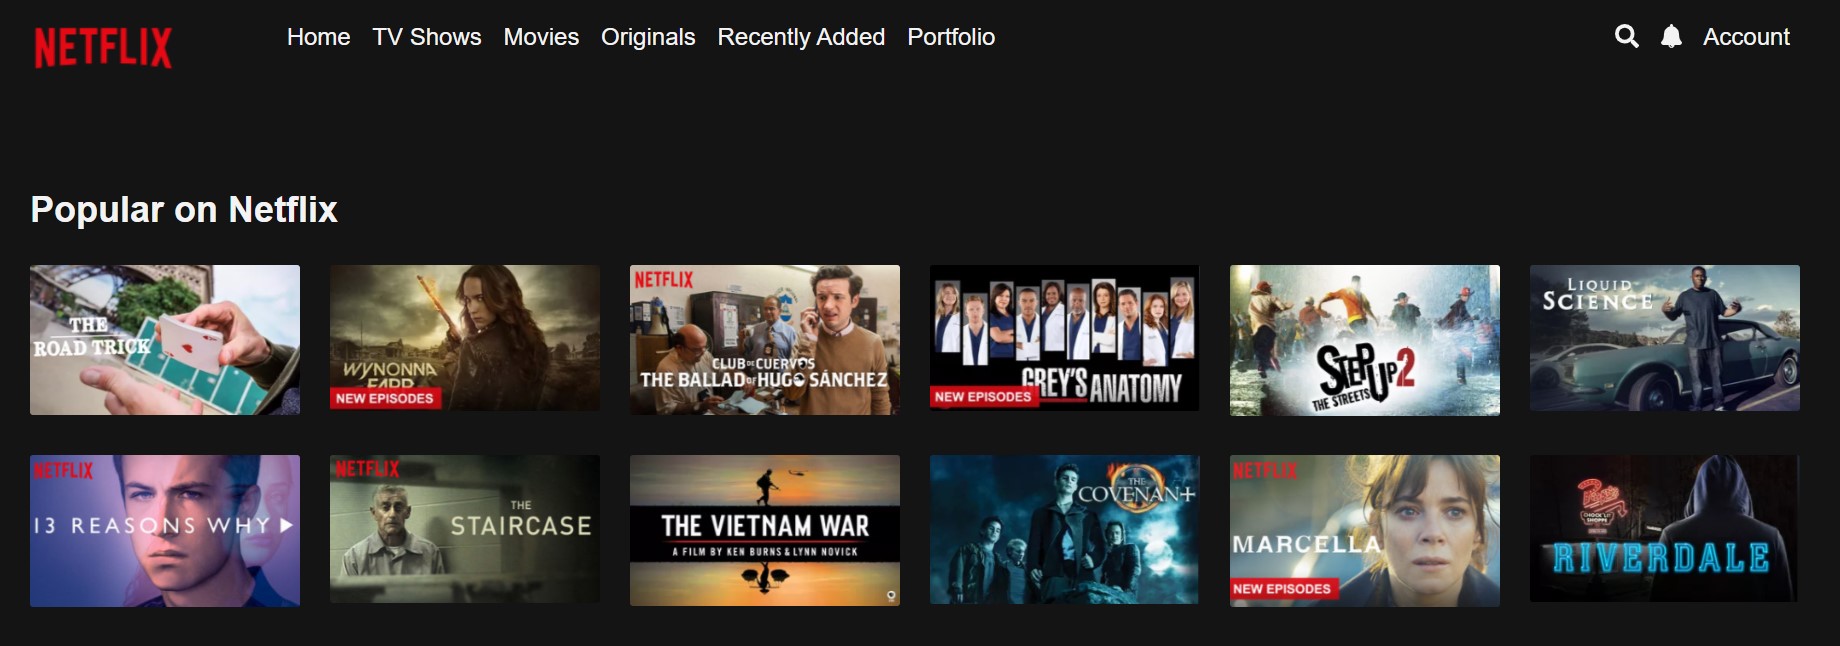 NETFLIX
Home TV Shows Movies Originals Recently Added Portfolio
Account
Popular on Netflix
THE
ROAD TRICK
WYNONNA
EARP
NEW EPISODES
NETFLIX
CLUB DE CUERVOS
THE BALLAD OF HUGO SÁNCHEZ
GREY'S ANATOMY
NEW EPISODES
STEP UP 2
THE STREETS
LIQUID
SCIENCE
NETFLIX
13 REASONS WHY
NETFLIX
THE
STAIRCASE
THE VIETNAM WAR
A FILM BY KEN BURNS & LYNN NOVICK
THE
COVENANT
NETFLIX
MARCELLA
NEW EPISODES
CHOCK'LIT
SHOPPE
RIVERDALE